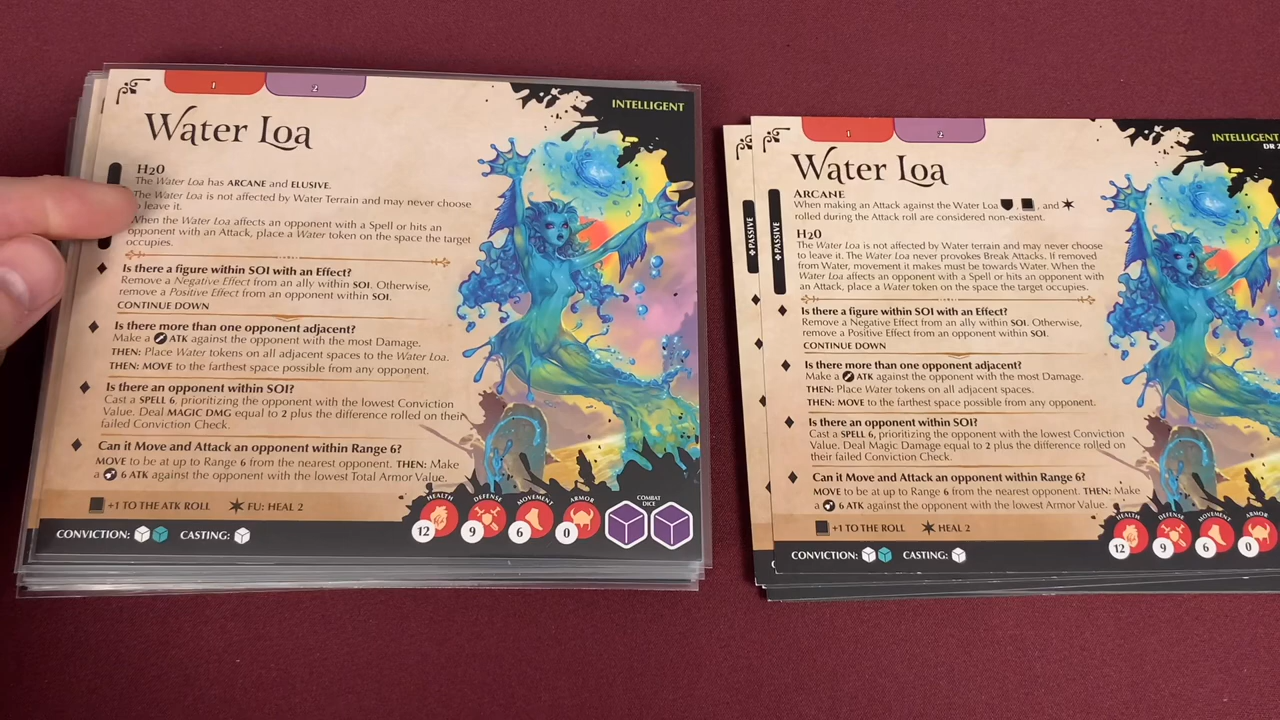 1 2
INTELLIGENT
Water Loa
H20
The Water Loa has ARCANE and ELUSIVE.
The Water Loa is not affected by Water Terrain and may never choose
leave it.
When the Water Loa affects an opponent with a Spell or hits an
opponent with an Attack, place a Water token on the space the target
occupies.
Is there a figure within SOI with an Effect?
Remove a Negative Effect from an ally within SOI. Otherwise,
remove a Positive Effect from an opponent within SOI.
CONTINUE DOWN
Is there more than one opponent adjacent?
Make a ATK against the opponent with the most Damage.
THEN: Place Water tokens on all adjacent spaces to the Water Loa.
THEN: MOVE to the farthest space possible from any opponent.
Is there an opponent within SOI?
Cast a SPELL 6, prioritizing the opponent with the lowest Conviction
Value. Deal MAGIC DMG equal to 2 plus the difference rolled on their
failed Conviction Check.
Can it Move and Attack an opponent within Range 6?
MOVE to be at up to Range 6 from the nearest opponent. THEN: Make
a 6 ATK against the opponent with the lowest Total Armor Value.
+1 TO THE ATK ROLL FU: HEAL 2
HEALTH DEFENSE MOVEMENT ARMOR COMBAT DICE
12 9 6 0
CONVICTION: CASTING:
1 2
INTELLIGENT
DR 2
Water Loa
+PASSIVE
+PASSIVE
ARCANE
When making an Attack against the Water Loa , , and
rolled during the Attack roll are considered non-existent.
H20
The Water Loa is not affected by Water terrain and may never choose
to leave it. The Water Loa never provokes Break Attacks. If removed
from Water, movement it makes must be towards Water. When the
Water Loa affects an opponent with a Spell or hits an opponent with
an Attack, place a Water token on the space the target occupies.
Is there a figure within SOI with an Effect?
Remove a Negative Effect from an ally within SOI. Otherwise,
remove a Positive Effect from an opponent within SOI.
CONTINUE DOWN
Is there more than one opponent adjacent?
Make a ATK against the opponent with the most Damage.
THEN: Place Water tokens on all adjacent spaces.
THEN: MOVE to the farthest space possible from any opponent.
Is there an opponent within SOI?
Cast a SPELL 6, prioritizing the opponent with the lowest Conviction
Value. Deal Magic Damage equal to 2 plus the difference rolled on
their failed Conviction Check.
Can it Move and Attack an opponent within Range 6?
MOVE to be at up to Range 6 from the nearest opponent. THEN: Make
a 6 ATK against the opponent with the lowest Armor Value.
+1 TO THE ROLL HEAL 2
HEALTH DEFENSE MOVEMENT ARMOR
12 9 6 0
CONVICTION: CASTING: